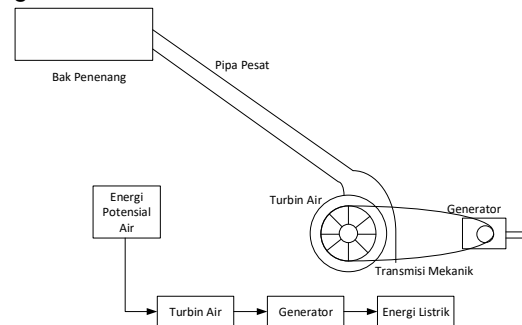 Bak Penenang
Pipa Pesat
Turbin Air
Generator
Transmisi Mekanik
Energi
Potensial
Air
Turbin Air
Generator
Energi Listrik